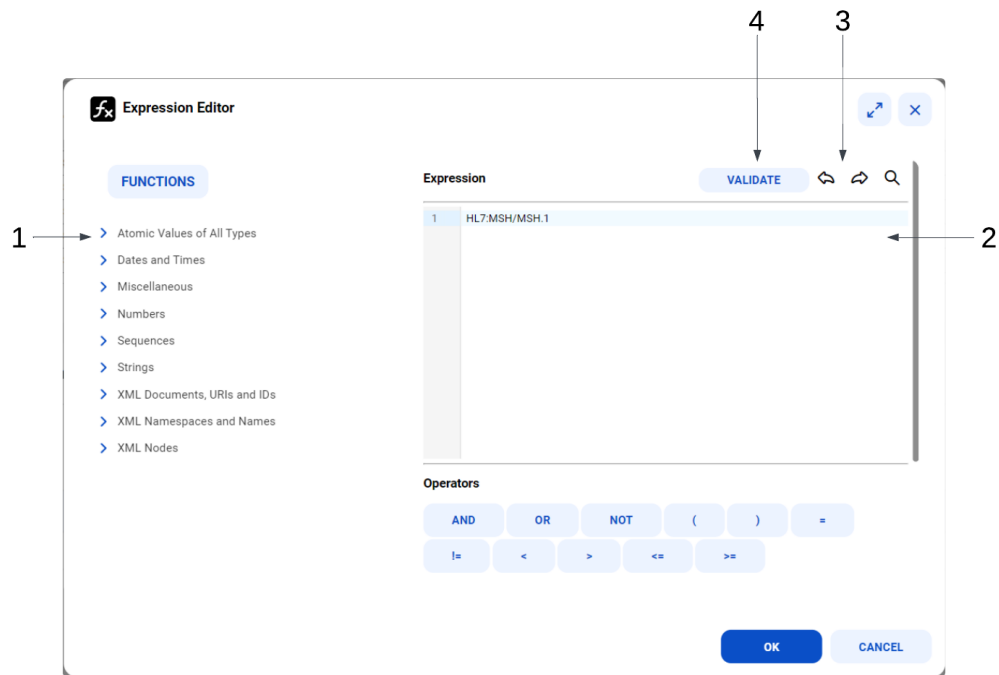 4 3
fx Expression Editor
FUNCTIONS
Expression
VALIDATE
1
Atomic Values of All Types
Dates and Times
Miscellaneous
Numbers
Sequences
Strings
XML Documents, URIs and IDs
XML Namespaces and Names
XML Nodes
1 HL7:MSH/MSH.1
2
Operators
AND OR NOT ( ) =
!= < > <= >=
OK CANCEL